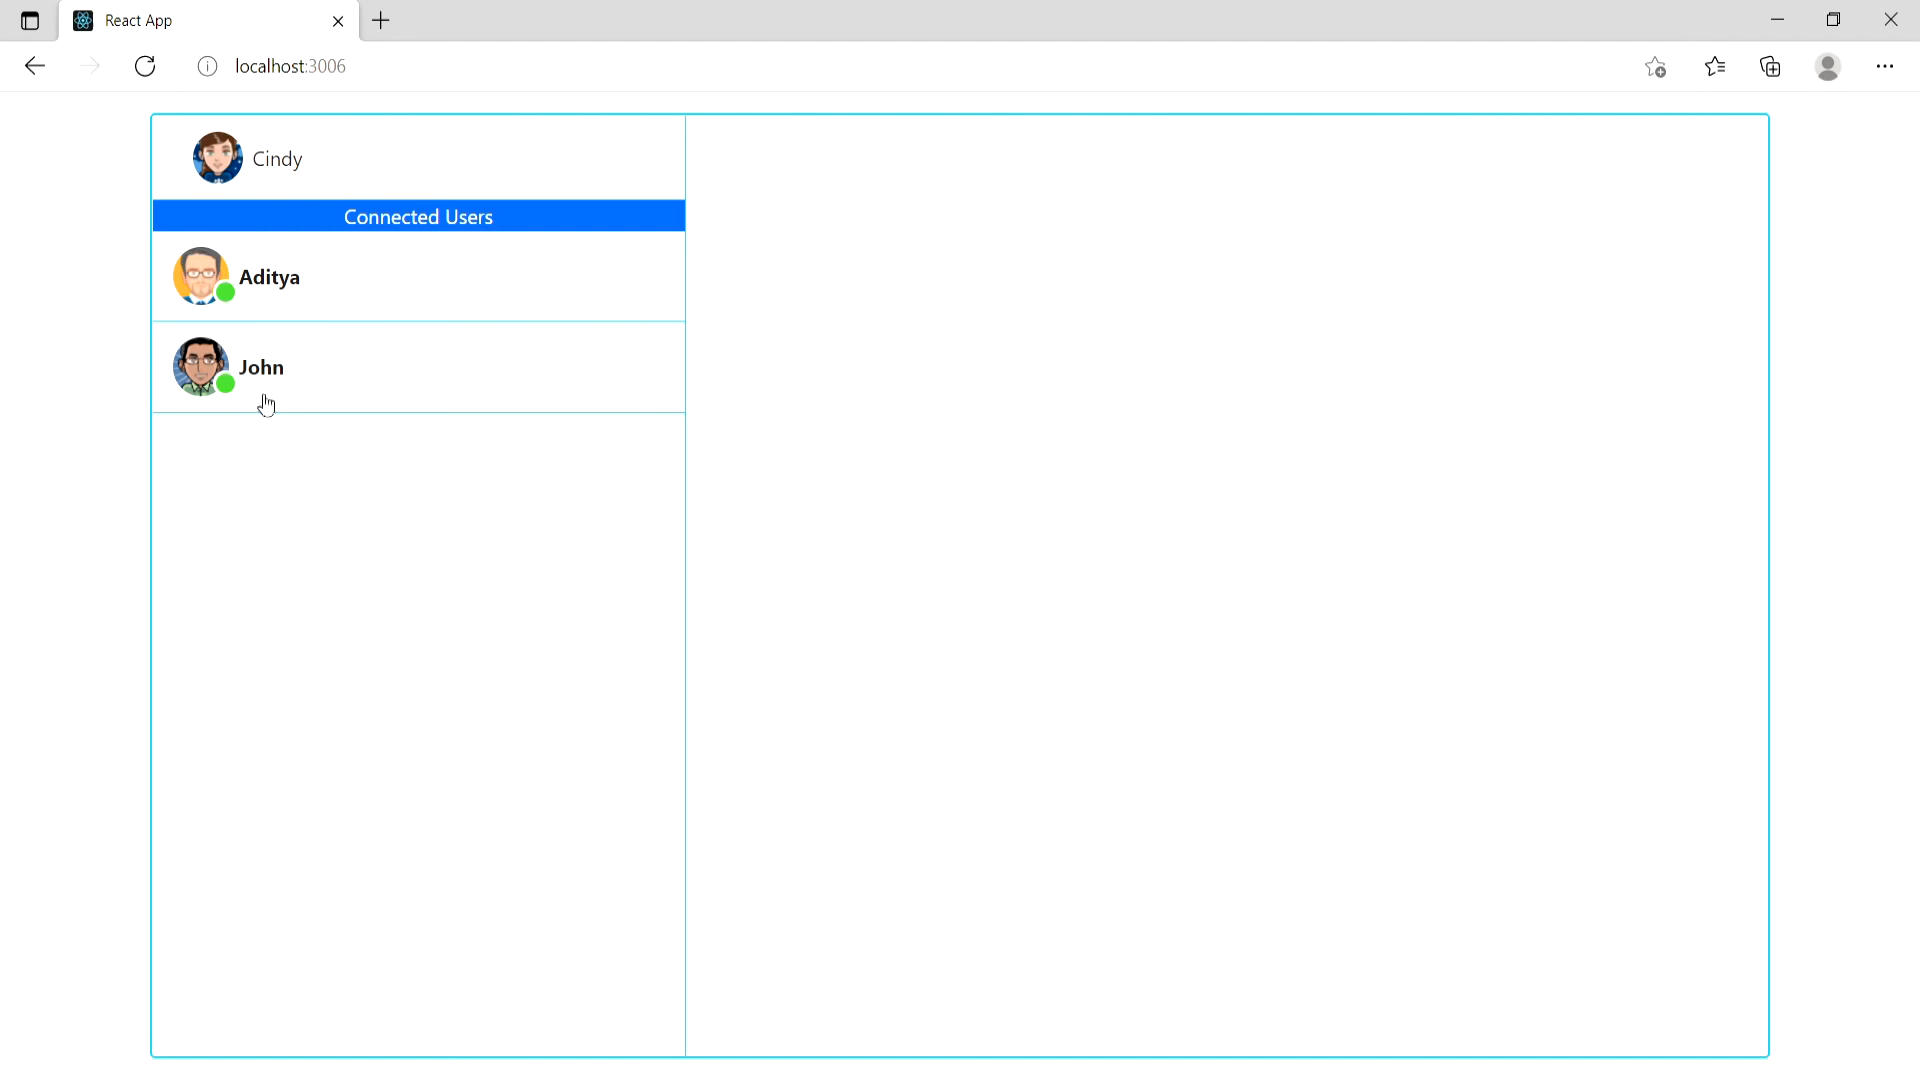 React App
localhost:3006
Cindy
Connected Users
Aditya
John